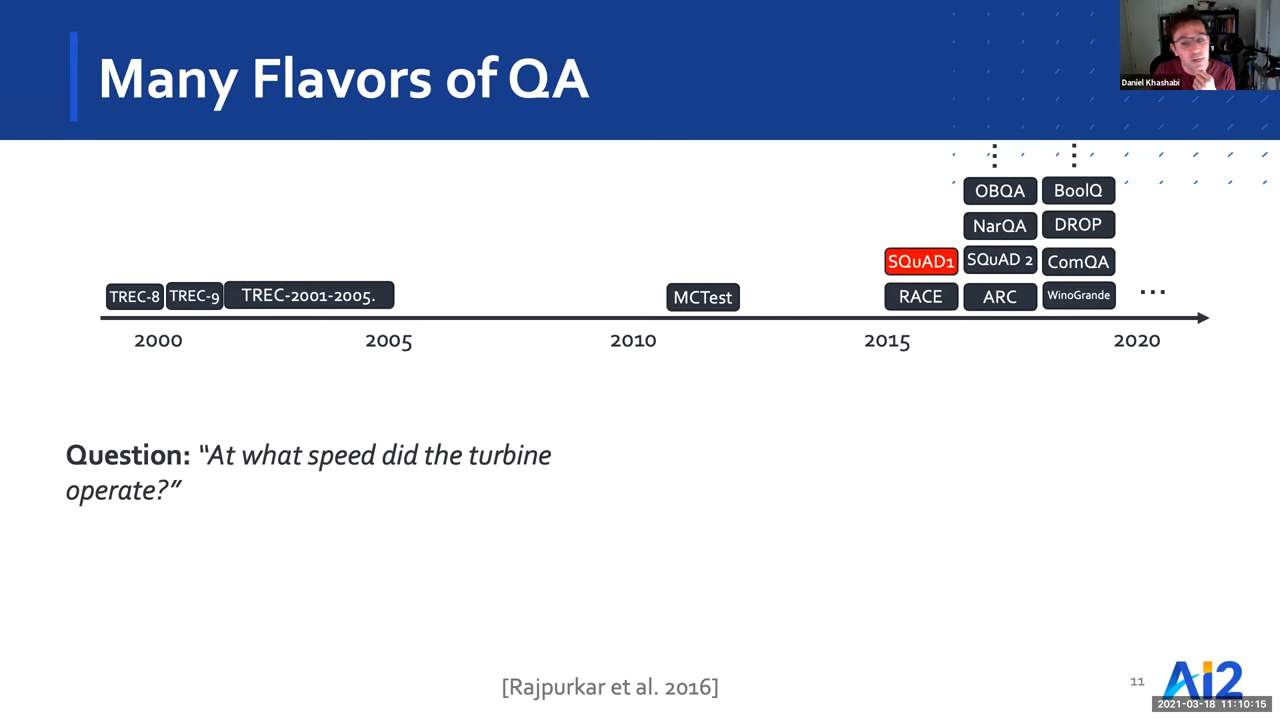 Many Flavors of QA
Daniel Khashabi
⋮ ⋮
OBQA BoolQ
NarQA DROP
SQuAD1 SQuAD 2 ComQA
TREC-8 TREC-9 TREC-2001-2005. MCTest RACE ARC WinoGrande ...
2000 2005 2010 2015 2020
Question: “At what speed did the turbine
operate?”
[Rajpurkar et al. 2016]
11
Ai2
2021-03-18 11:10:15